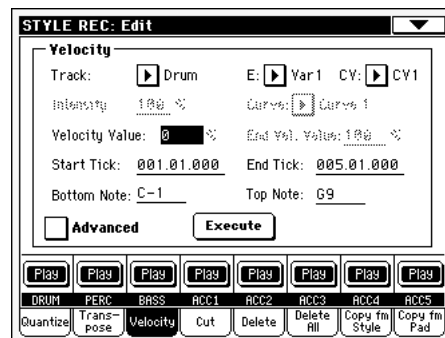 STYLE REC: Edit
Velocity
Track: Drum E: Var1 CV: CV1
Intensity 100 % Curve: Curve 1
Velocity Value: 0 % End Vel. Value: 100 %
Start Tick: 001.01.000 End Tick: 005.01.000
Bottom Note: C-1 Top Note: G9
Advanced Execute
Play Play Play Play Play Play Play Play
DRUM PERC BASS ACC1 ACC2 ACC3 ACC4 ACC5
Quantize Trans-pose Velocity Cut Delete Delete All Copy fm Style Copy fm Pad